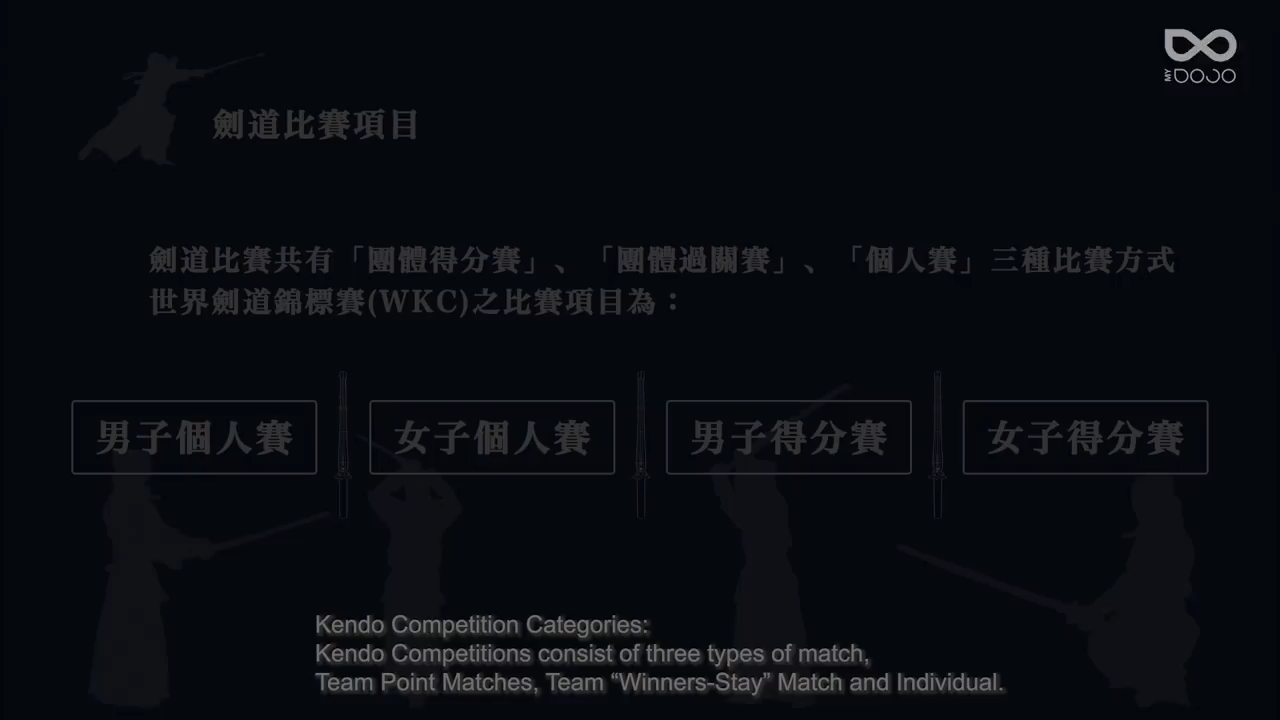 MY DOJO
劍道比賽項目
劍道比賽共有「團體得分賽」、「團體過關賽」、「個人賽」三種比賽方式
世界劍道錦標賽(WKC)之比賽項目為：
男子個人賽
女子個人賽
男子得分賽
女子得分賽
Kendo Competition Categories:
Kendo Competitions consist of three types of match,
Team Point Matches, Team “Winners-Stay” Match and Individual.